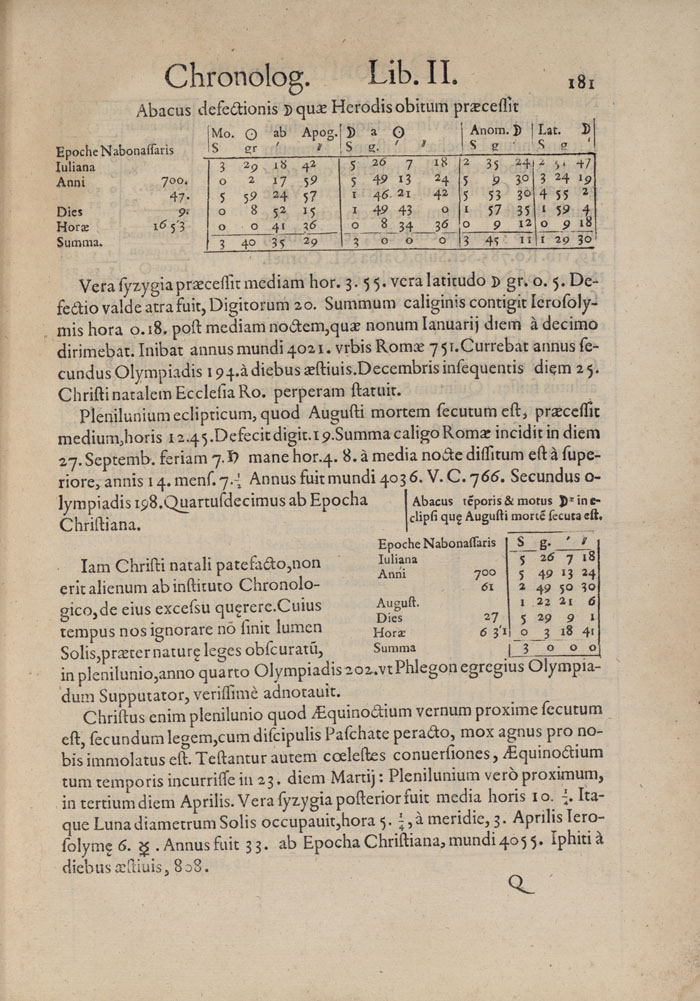 Chronolog. Lib. II. 181
Abacus defectionis ☽ quæ Herodis obitum præcessit
Mo. ☉ ab Apog. ☽ a ☉ Anom. ☽ Lat. ☽
Epoche Nabonassaris S gr ′ ″ S g. ′ ″ S g ′ S g ′
Iuliana 3 29 18 42 5 26 7 18 2 35 24 2 51 47
Anni 700. 0 2 17 59 5 49 13 24 5 9 30 3 24 19
47. 5 59 24 57 1 46 21 42 5 53 30 4 55 2
Dies 9. 0 8 52 15 1 49 43 0 1 57 35 1 59 4
Horæ 16 53 0 0 41 36 0 8 34 36 0 9 12 0 9 18
Summa. 3 40 35 29 3 0 0 0 3 45 11 1 29 30
Vera syzygia præcessit mediam hor. 3. 55. vera latitudo ☽ gr. 0. 5. De-
fectio valde atra fuit, Digitorum 20. Summum caliginis contigit Ierosoly-
mis hora 0.18. post mediam noctem,quæ nonum Ianuarij diem à decimo
dirimebat. Inibat annus mundi 4021. vrbis Romæ 751.Currebat annus se-
cundus Olympiadis 194.à diebus æstiuis.Decembris insequentis diem 25.
Christi natalem Ecclesia Ro. perperam statuit.
Plenilunium eclipticum, quod Augusti mortem secutum est, præcessit
medium,horis 12.45.Defecit digit.19.Summa caligo Romæ incidit in diem
27. Septemb. feriam 7. ♄ mane hor.4. 8. à media nocte dissitum est à supe-
riore, annis 14. mens. 7.½ Annus fuit mundi 4036. V. C. 766. Secundus o-
lympiadis 198.Quartusdecimus ab Epocha
Christiana.
Abacus tēporis & motus ☽æ in e-
clipsi quę Augusti mortē secuta est.
Epoche Nabonassaris S g. ′ ″
Iuliana 5 26 7 18
Anni 700 5 49 13 24
61 2 49 50 30
August. 1 22 21 6
Dies 27 5 29 9 1
Horæ 6 31 0 3 18 41
Summa 3 0 0 0
Iam Christi natali patefacto,non
erit alienum ab instituto Chronolo-
gico,de eius excessu quęrere.Cuius
tempus nos ignorare nō sinit lumen
Solis,præter naturę leges obscuratū,
in plenilunio,anno quarto Olympiadis 202.vt Phlegon egregius Olympia-
dum Supputator, verissimè adnotauit.
Christus enim plenilunio quod Æquinoctium vernum proxime secutum
est, secundum legem,cum discipulis Paschate peracto, mox agnus pro no-
bis immolatus est. Testantur autem cœlestes conuersiones, Æquinoctium
tum temporis incurrisse in 23. diem Martij: Plenilunium verò proximum,
in tertium diem Aprilis. Vera syzygia posterior fuit media horis 10. ½. Ita-
que Luna diametrum Solis occupauit,hora 5. ¼, à meridie, 3. Aprilis Iero-
solymę 6. ☿. Annus fuit 33. ab Epocha Christiana, mundi 4055. Iphiti à
diebus æstiuis, 808.
Q